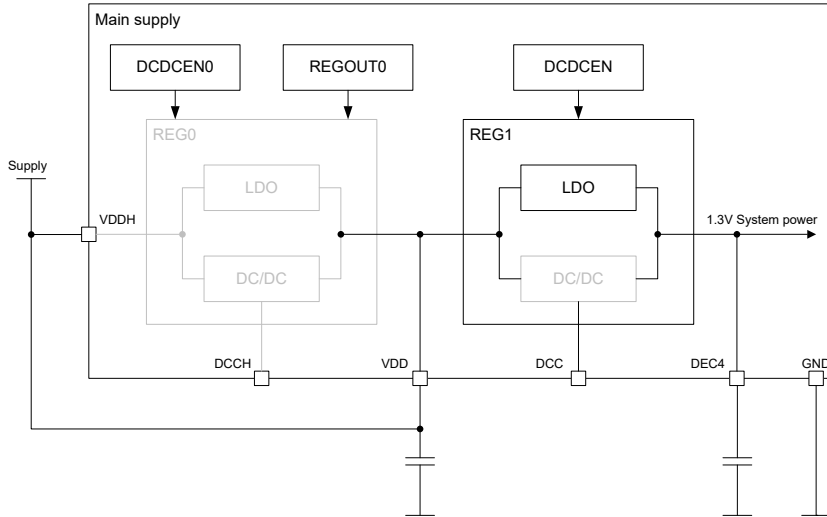 Main supply
DCDCEN0
REGOUT0
DCDCEN
REG0
REG1
Supply
LDO
LDO
VDDH
1.3V System power
DC/DC
DC/DC
DCCH
VDD
DCC
DEC4
GND